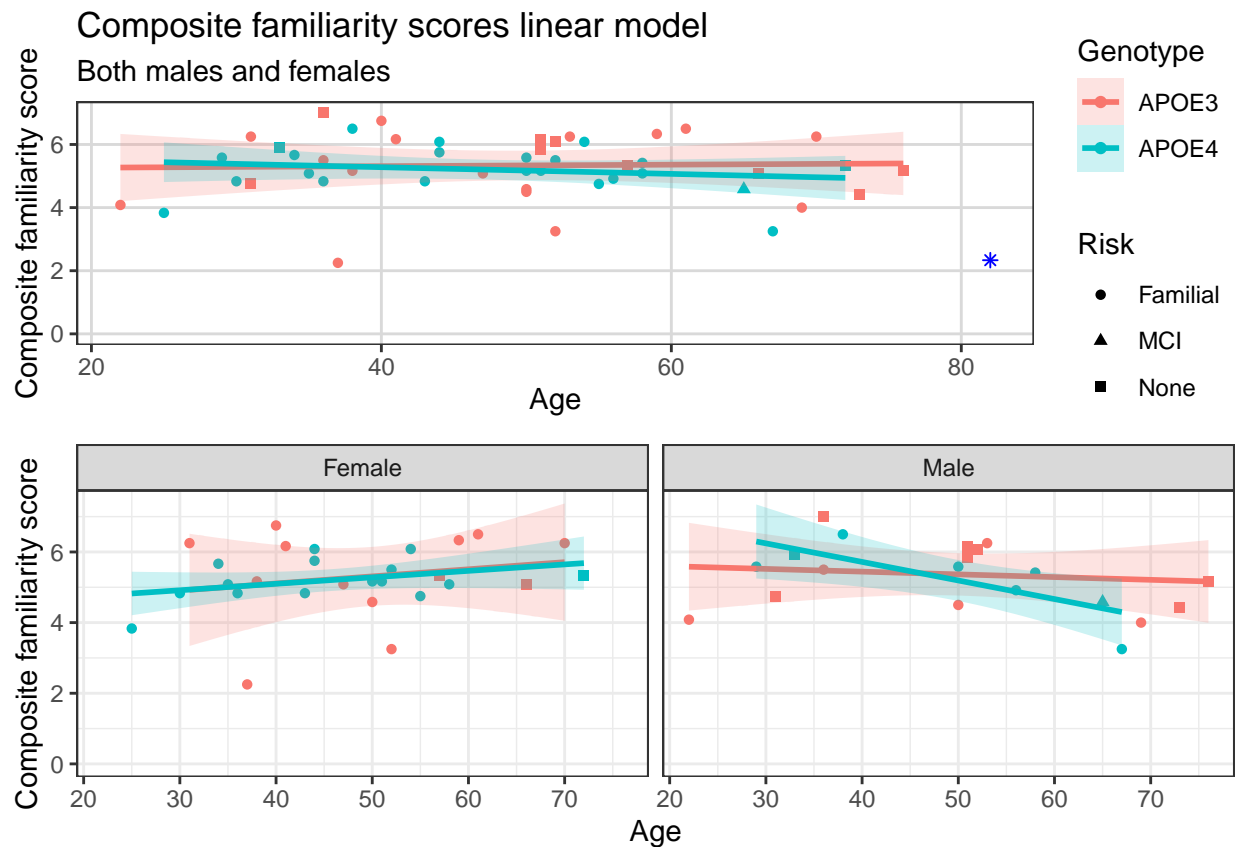 Composite familiarity scores linear model
Both males and females
Composite familiarity score
0
2
4
6
20
40
60
80
Age
Genotype
APOE3
APOE4
Risk
Familial
MCI
None
Female
Male
Composite familiarity score
0
2
4
6
20
30
40
50
60
70
20
30
40
50
60
70
Age